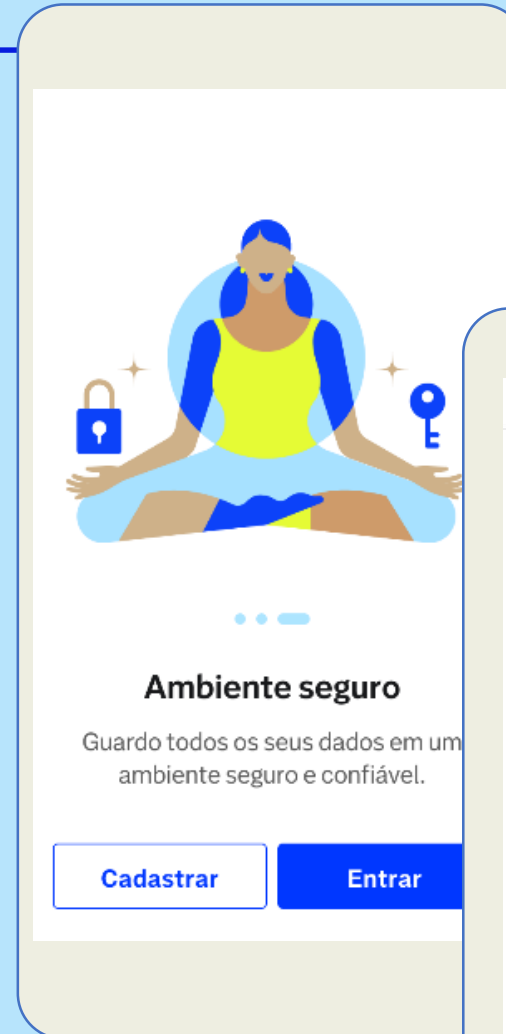 Ambiente seguro
Guardo todos os seus dados em um
ambiente seguro e confiável.
Cadastrar
Entrar